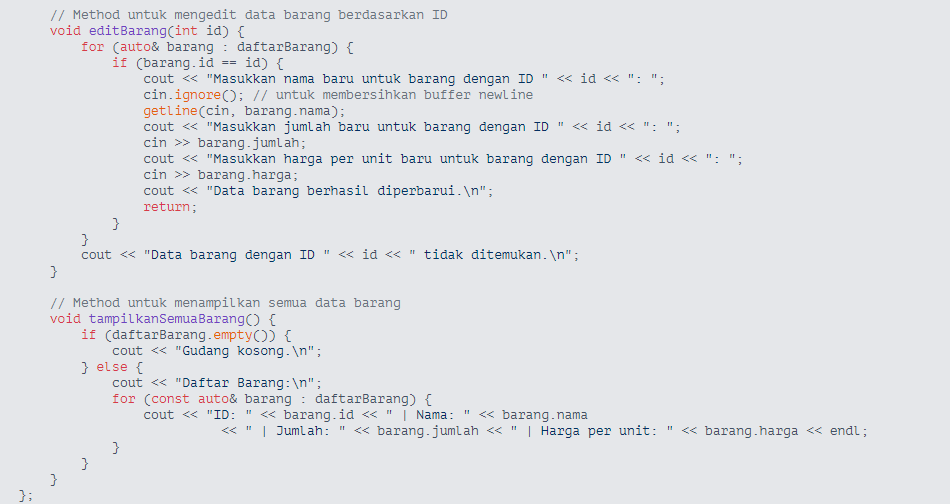 // Method untuk mengedit data barang berdasarkan ID
void editBarang(int id) {
for (auto& barang : daftarBarang) {
if (barang.id == id) {
cout << "Masukkan nama baru untuk barang dengan ID " << id << ": ";
cin.ignore(); // untuk membersihkan buffer newline
getline(cin, barang.nama);
cout << "Masukkan jumlah baru untuk barang dengan ID " << id << ": ";
cin >> barang.jumlah;
cout << "Masukkan harga per unit baru untuk barang dengan ID " << id << ": ";
cin >> barang.harga;
cout << "Data barang berhasil diperbarui.\n";
return;
}
}
cout << "Data barang dengan ID " << id << " tidak ditemukan.\n";
}
// Method untuk menampilkan semua data barang
void tampilkanSemuaBarang() {
if (daftarBarang.empty()) {
cout << "Gudang kosong.\n";
} else {
cout << "Daftar Barang:\n";
for (const auto& barang : daftarBarang) {
cout << "ID: " << barang.id << " | Nama: " << barang.nama
<< " | Jumlah: " << barang.jumlah << " | Harga per unit: " << barang.harga << endl;
}
}
}
};